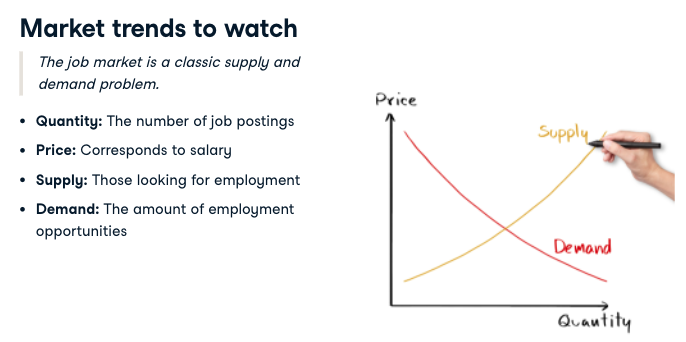 Market trends to watch
The job market is a classic supply and
demand problem.
• Quantity: The number of job postings
• Price: Corresponds to salary
• Supply: Those looking for employment
• Demand: The amount of employment
opportunities
Price
Supply
Demand
Quantity